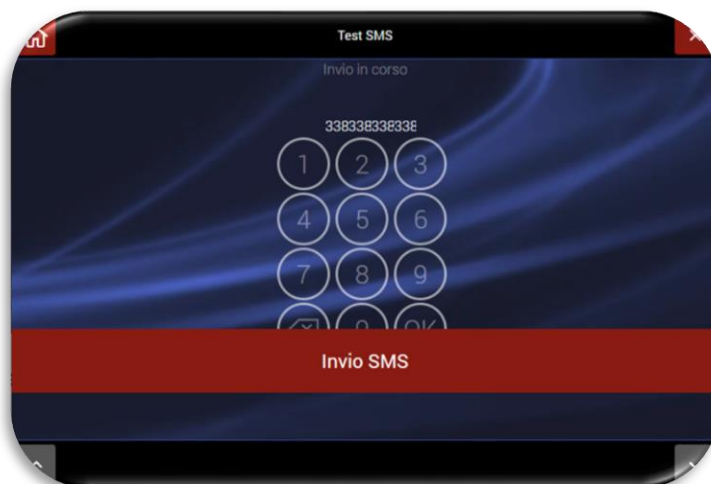 Test SMS
Invio in corso
338338338338
1 2 3
4 5 6
7 8 9
0 OK
Invio SMS